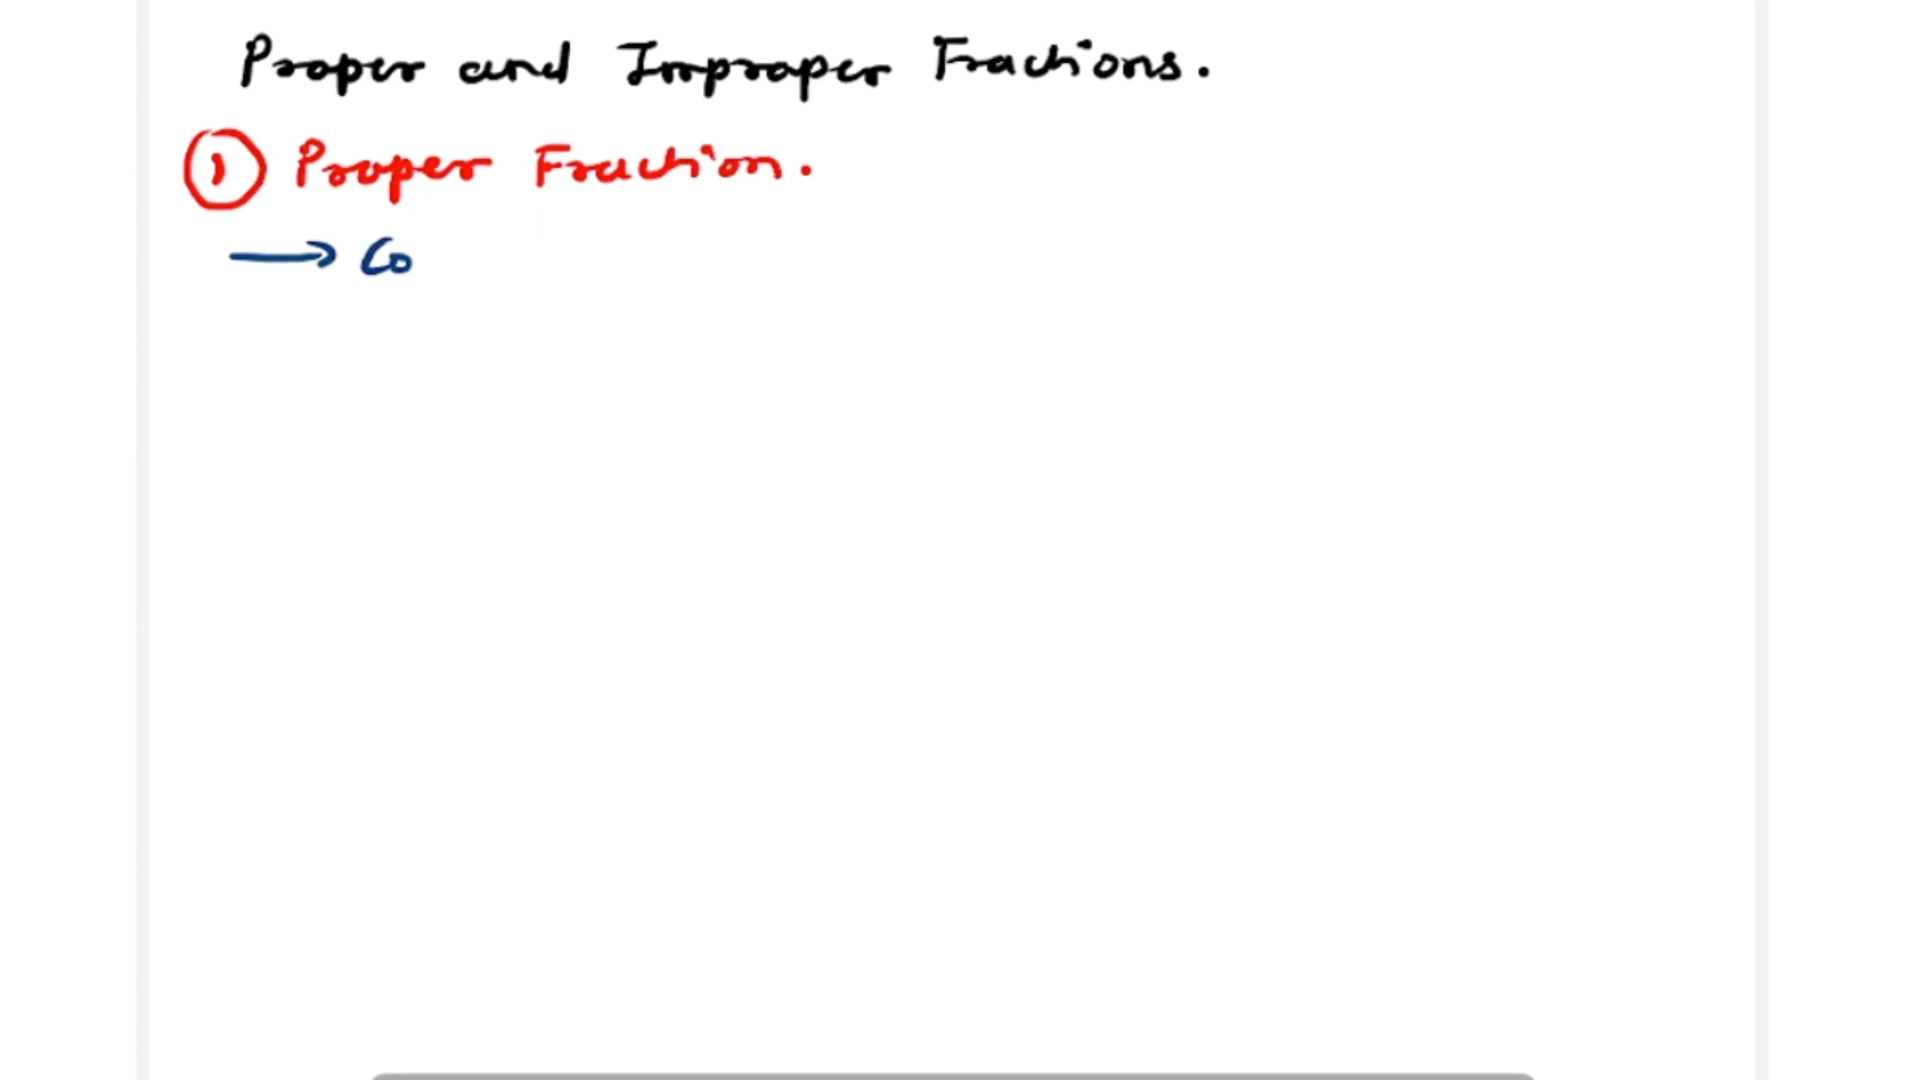 Proper and Improper Fractions.
① Proper Fraction.
→ Co